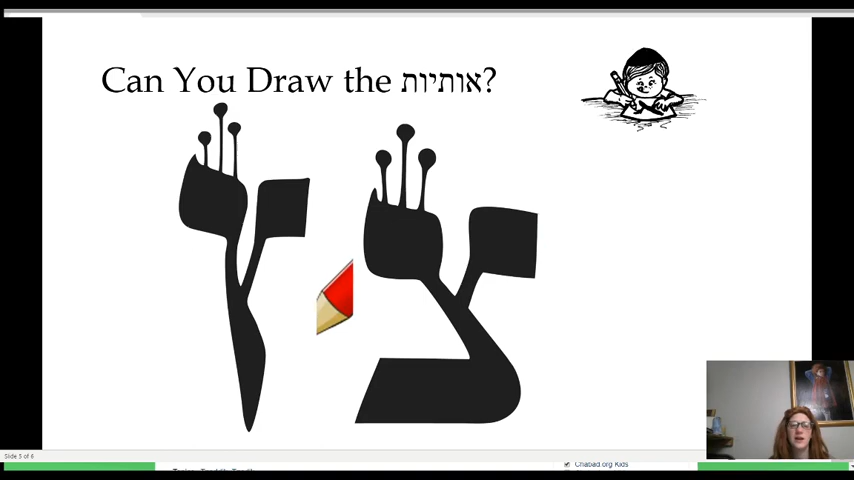 Can You Draw the אותיות?
ץ צ
Slide 5 of 6
Chabad.org Kids